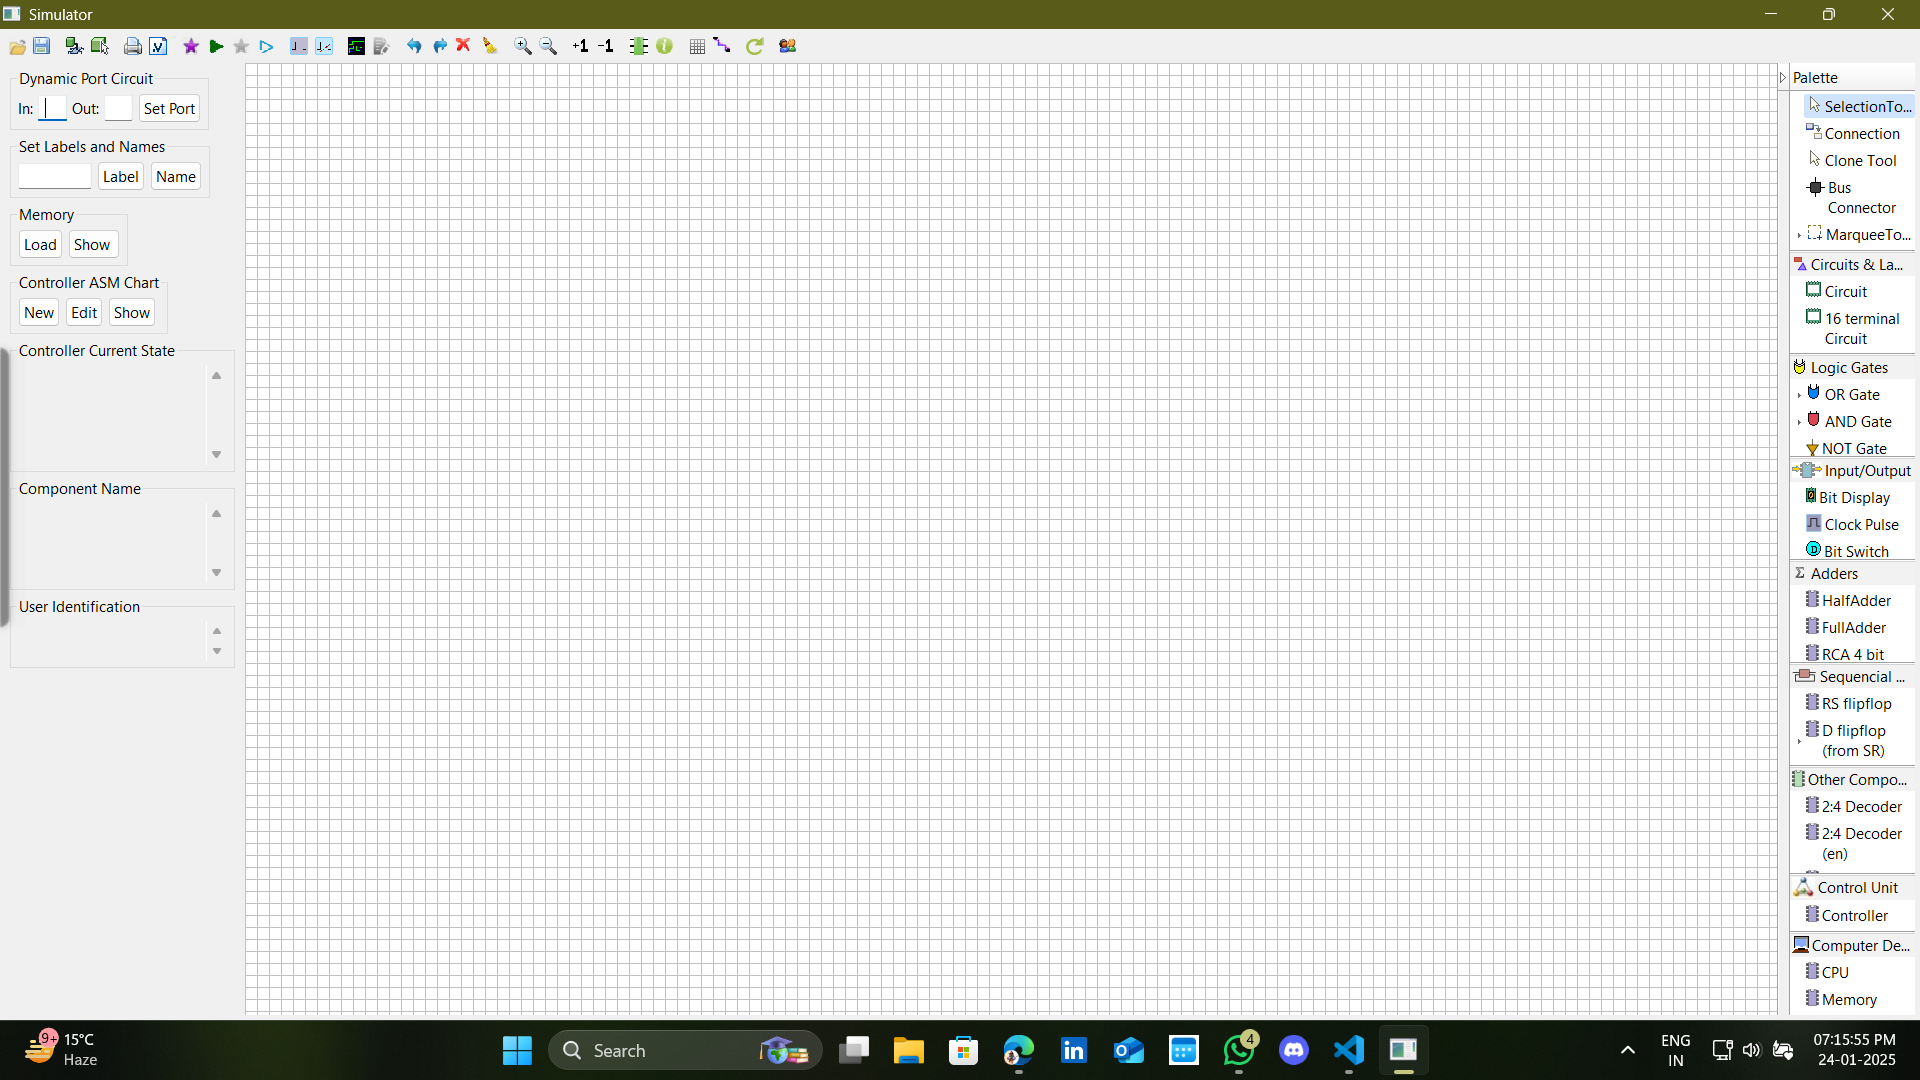 Simulator
+1 -1
Dynamic Port Circuit
In: Out: Set Port
Set Labels and Names
Label Name
Memory
Load Show
Controller ASM Chart
New Edit Show
Controller Current State
Component Name
User Identification
Palette
SelectionTo...
Connection
Clone Tool
Bus
Connector
MarqueeTo...
Circuits & La...
Circuit
16 terminal
Circuit
Logic Gates
OR Gate
AND Gate
NOT Gate
Input/Output
Bit Display
Clock Pulse
Bit Switch
Adders
HalfAdder
FullAdder
RCA 4 bit
Sequencial ...
RS flipflop
D flipflop
(from SR)
Other Compo...
2:4 Decoder
2:4 Decoder
(en)
Control Unit
Controller
Computer De...
CPU
Memory
9+
15°C
Haze
Search
4
ENG
IN
07:15:55 PM
24-01-2025